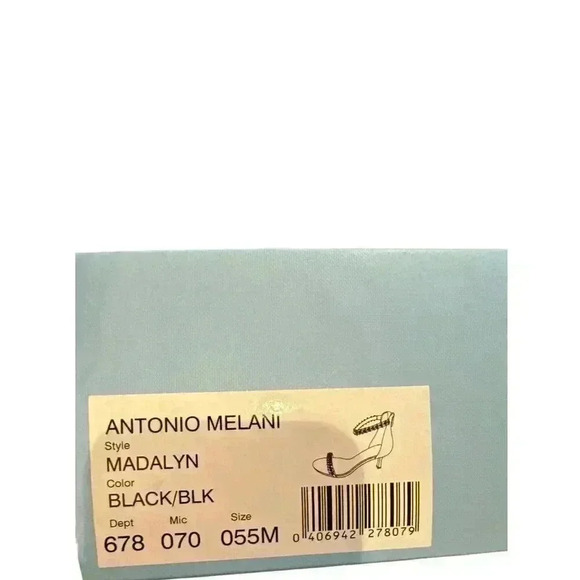 ANTONIO MELANI
Style
MADALYN
Color
BLACK/BLK
Dept Mic Size
678 070 055M
0 406942 278079